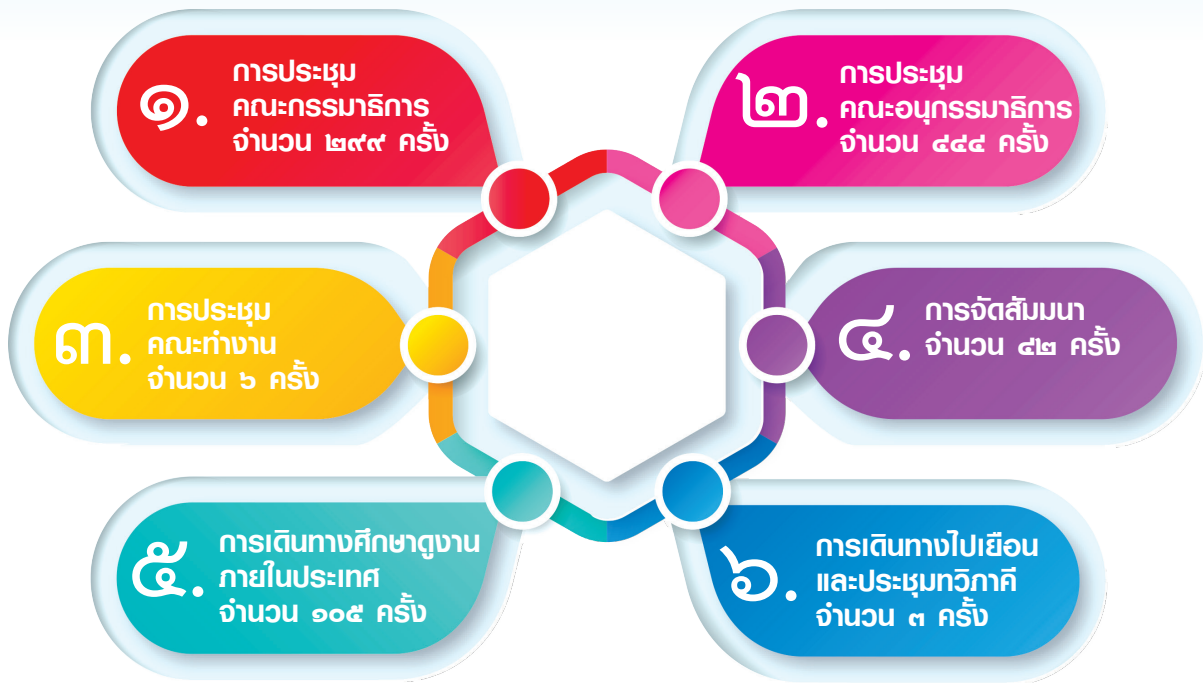 ๑. การประชุม
คณะกรรมาธิการ
จำนวน ๒๙๙ ครั้ง
๒. การประชุม
คณะอนุกรรมาธิการ
จำนวน ๔๔๔ ครั้ง
๓. การประชุม
คณะทำงาน
จำนวน ๖ ครั้ง
๔. การจัดสัมมนา
จำนวน ๔๒ ครั้ง
๕. การเดินทางศึกษาดูงาน
ภายในประเทศ
จำนวน ๑๐๕ ครั้ง
๖. การเดินทางไปเยือน
และประชุมทวิภาคี
จำนวน ๓ ครั้ง